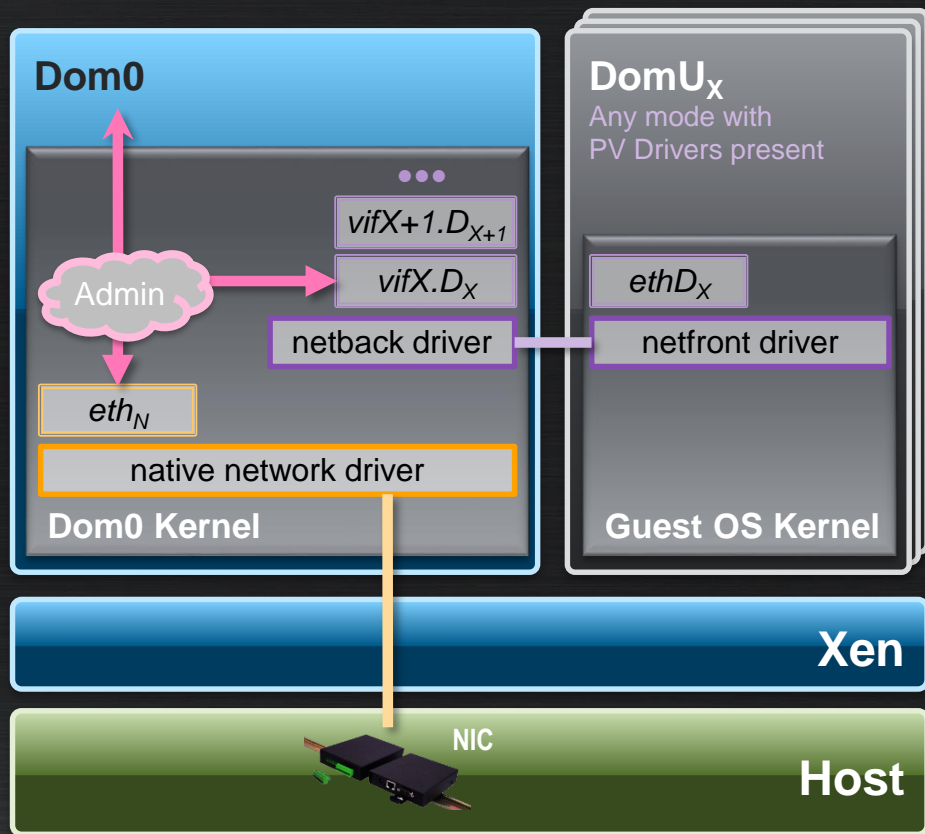 Dom0
DomUX
Any mode with
PV Drivers present
•••
vifX+1.DX+1
Admin
vifX.DX
ethDX
netback driver
netfront driver
ethN
native network driver
Dom0 Kernel
Guest OS Kernel
Xen
NIC
Host